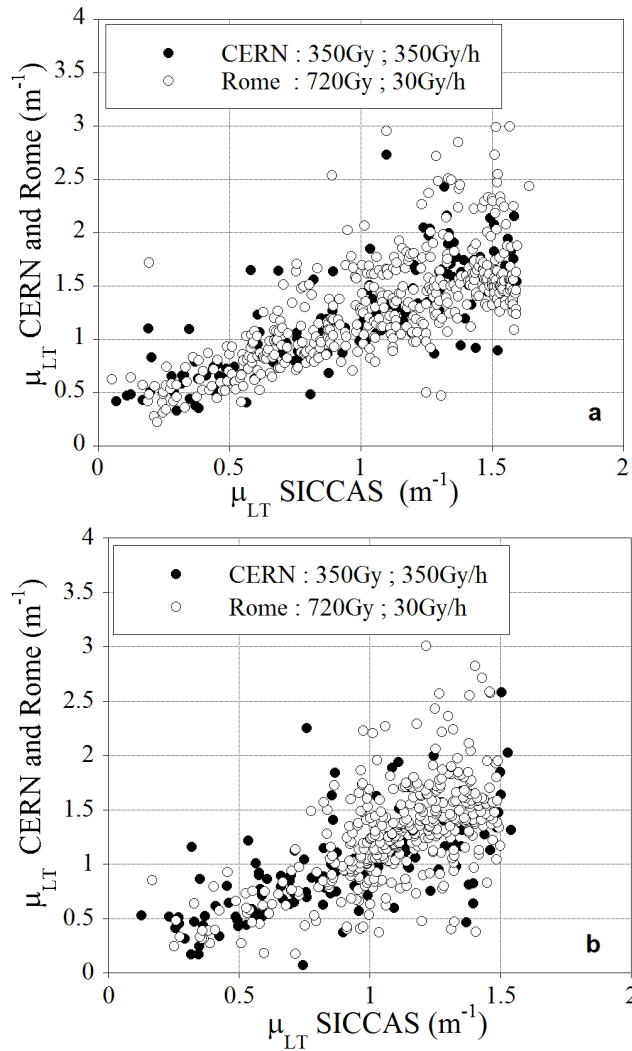 4
3.5
3
2.5
2
1.5
1
0.5
0
μLT CERN and Rome (m-1)
CERN : 350Gy ; 350Gy/h
Rome : 720Gy ; 30Gy/h
a
0 0.5 1 1.5 2
μLT SICCAS (m-1)
4
3.5
3
2.5
2
1.5
1
0.5
0
μLT CERN and Rome (m-1)
CERN : 350Gy ; 350Gy/h
Rome : 720Gy ; 30Gy/h
b
0 0.5 1 1.5 2
μLT SICCAS (m-1)